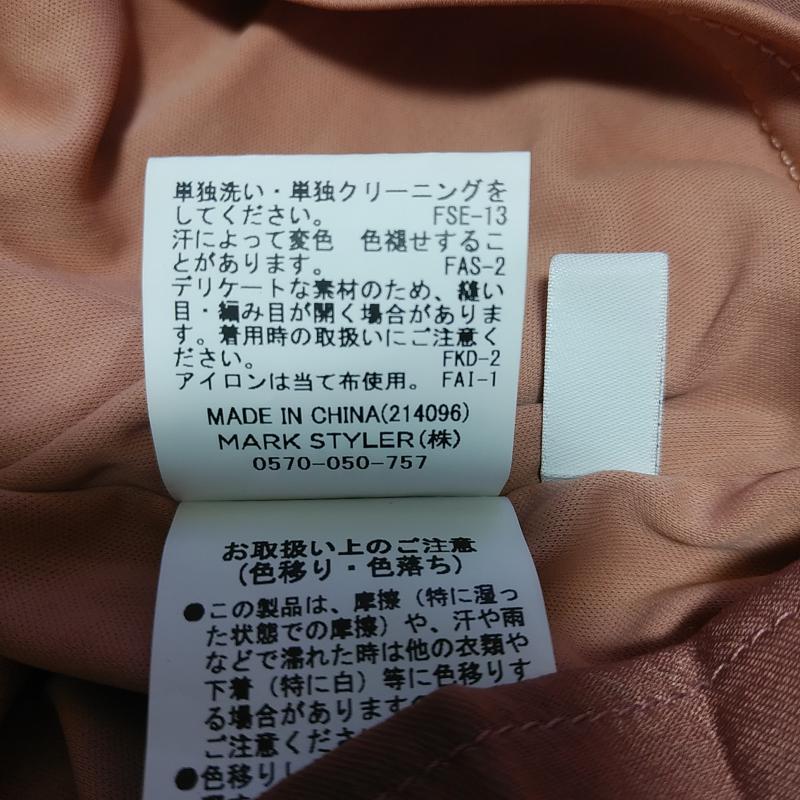 単独洗い・単独クリーニングを
してください。 FSE-13
汗によって変色 色褪せするこ
とがあります。 FAS-2
デリケートな素材のため、縫い
目・編み目が開く場合がありま
す。着用時の取扱いにご注意く
ださい。 FKD-2
アイロンは当て布使用。 FAI-1
MADE IN CHINA(214096)
MARK STYLER(株)
0570-050-757
お取扱い上のご注意
(色移り・色落ち)
●この製品は、摩擦（特に湿っ
た状態での摩擦）や、汗や雨
などで濡れた時は他の衣類や
下着（特に白）等に色移りす
る場合があります
ご注意くださ
●色移りし